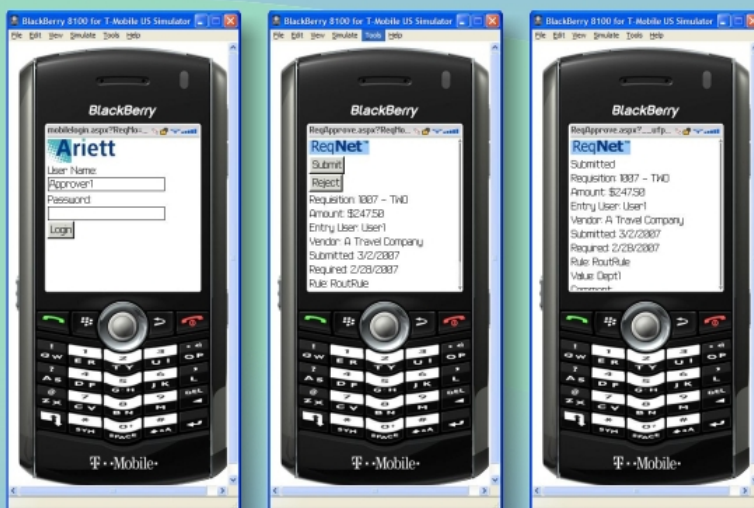 BlackBerry 8100 for T-Mobile US Simulator
File Edit View Simulate Tools Help
BlackBerry
mobilelogin.aspx?ReqNo=...
Ariett
User Name:
Approver1
Password:
Login
T··Mobile·
BlackBerry 8100 for T-Mobile US Simulator
File Edit View Simulate Tools Help
BlackBerry
ReqApprove.aspx?ReqNo...
ReqNet™
Submit
Reject
Requisition: 1007 - TWO
Amount: $247.50
Entry User: User1
Vendor: A Travel Company
Submitted: 3/2/2007
Required: 2/28/2007
Rule: RoutRule
T··Mobile·
BlackBerry 8100 for T-Mobile US Simulator
File Edit View Simulate Tools Help
BlackBerry
ReqApprove.aspx?__ufp...
ReqNet™
Submitted
Requisition: 1007 - TWO
Amount: $247.50
Entry User: User1
Vendor: A Travel Company
Submitted: 3/2/2007
Required: 2/28/2007
Rule: RoutRule
Value: Dept1
Comment:
T··Mobile·